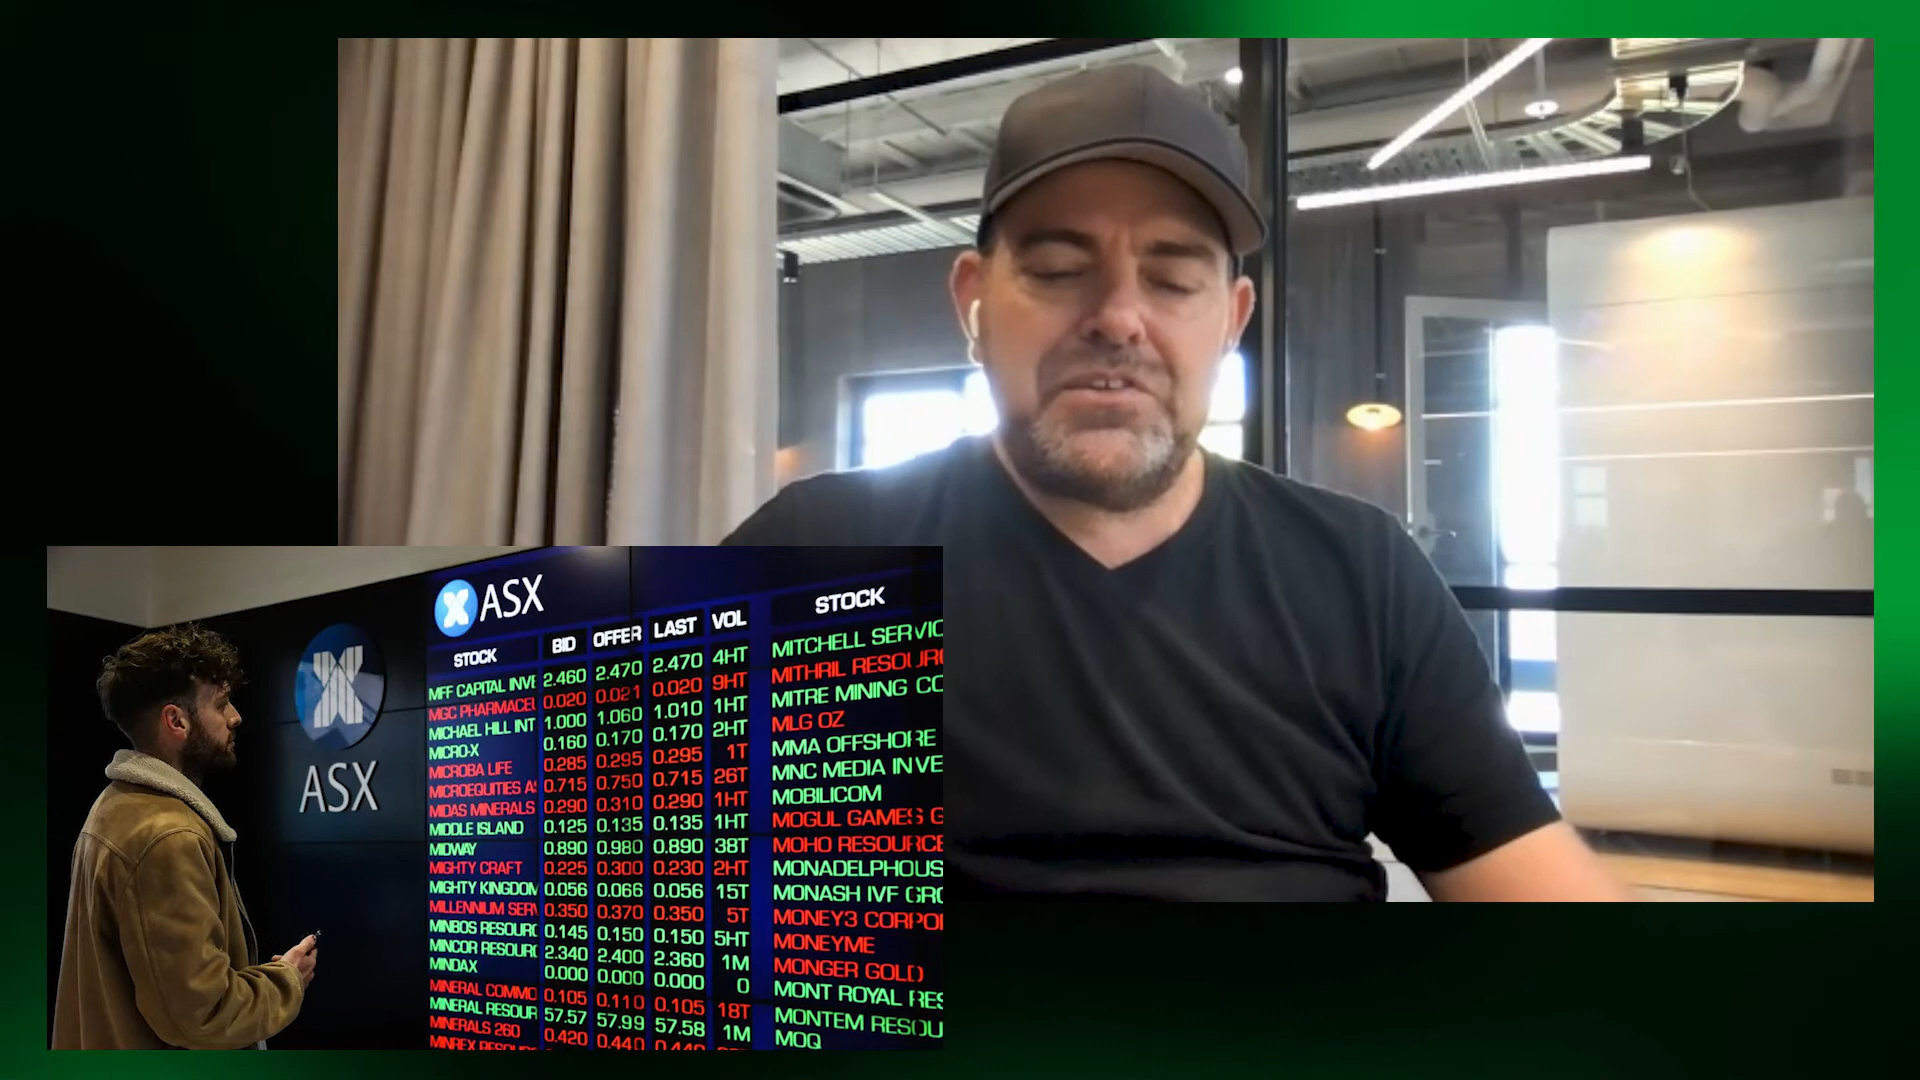 ASX
ASX
STOCK BID OFFER LAST VOL
MFF CAPITAL INVE 2.460 2.470 2.470 4HT
MGC PHARMACEU 0.020 0.021 0.020 9HT
MICHAEL HILL INT 1.000 1.060 1.010 1HT
MICRO-X 0.160 0.170 0.170 2HT
MICROBA LIFE 0.285 0.295 0.295 1T
MICROEQUITIES AS 0.715 0.750 0.715 26T
MIDAS MINERALS 0.290 0.310 0.290 1HT
MIDDLE ISLAND 0.125 0.135 0.135 1HT
MIDWAY 0.890 0.980 0.890 38T
MIGHTY CRAFT 0.225 0.300 0.230 2HT
MIGHTY KINGDOM 0.056 0.066 0.056 15T
MILLENNIUM SERV 0.350 0.370 0.350 5T
MINBOS RESOURC 0.145 0.150 0.150 5HT
MINCOR RESOURC 2.340 2.400 2.360 1M
MINDAX 0.000 0.000 0.000 0
MINERAL COMMO 0.105 0.110 0.105 18T
MINERAL RESOUR 57.57 57.99 57.58 1M
MINERALS 260 0.420 0.440 0.440
MINREX RESOUR
STOCK
MITCHELL SERVIC
MITHRIL RESOURC
MITRE MINING CO
MLG OZ
MMA OFFSHORE
MNC MEDIA INVE
MOBILICOM
MOGUL GAMES G
MOHO RESOURCE
MONADELPHOUS
MONASH IVF GRO
MONEY3 CORPOR
MONEYME
MONGER GOLD
MONT ROYAL RES
MONTEM RESOU
MOQ